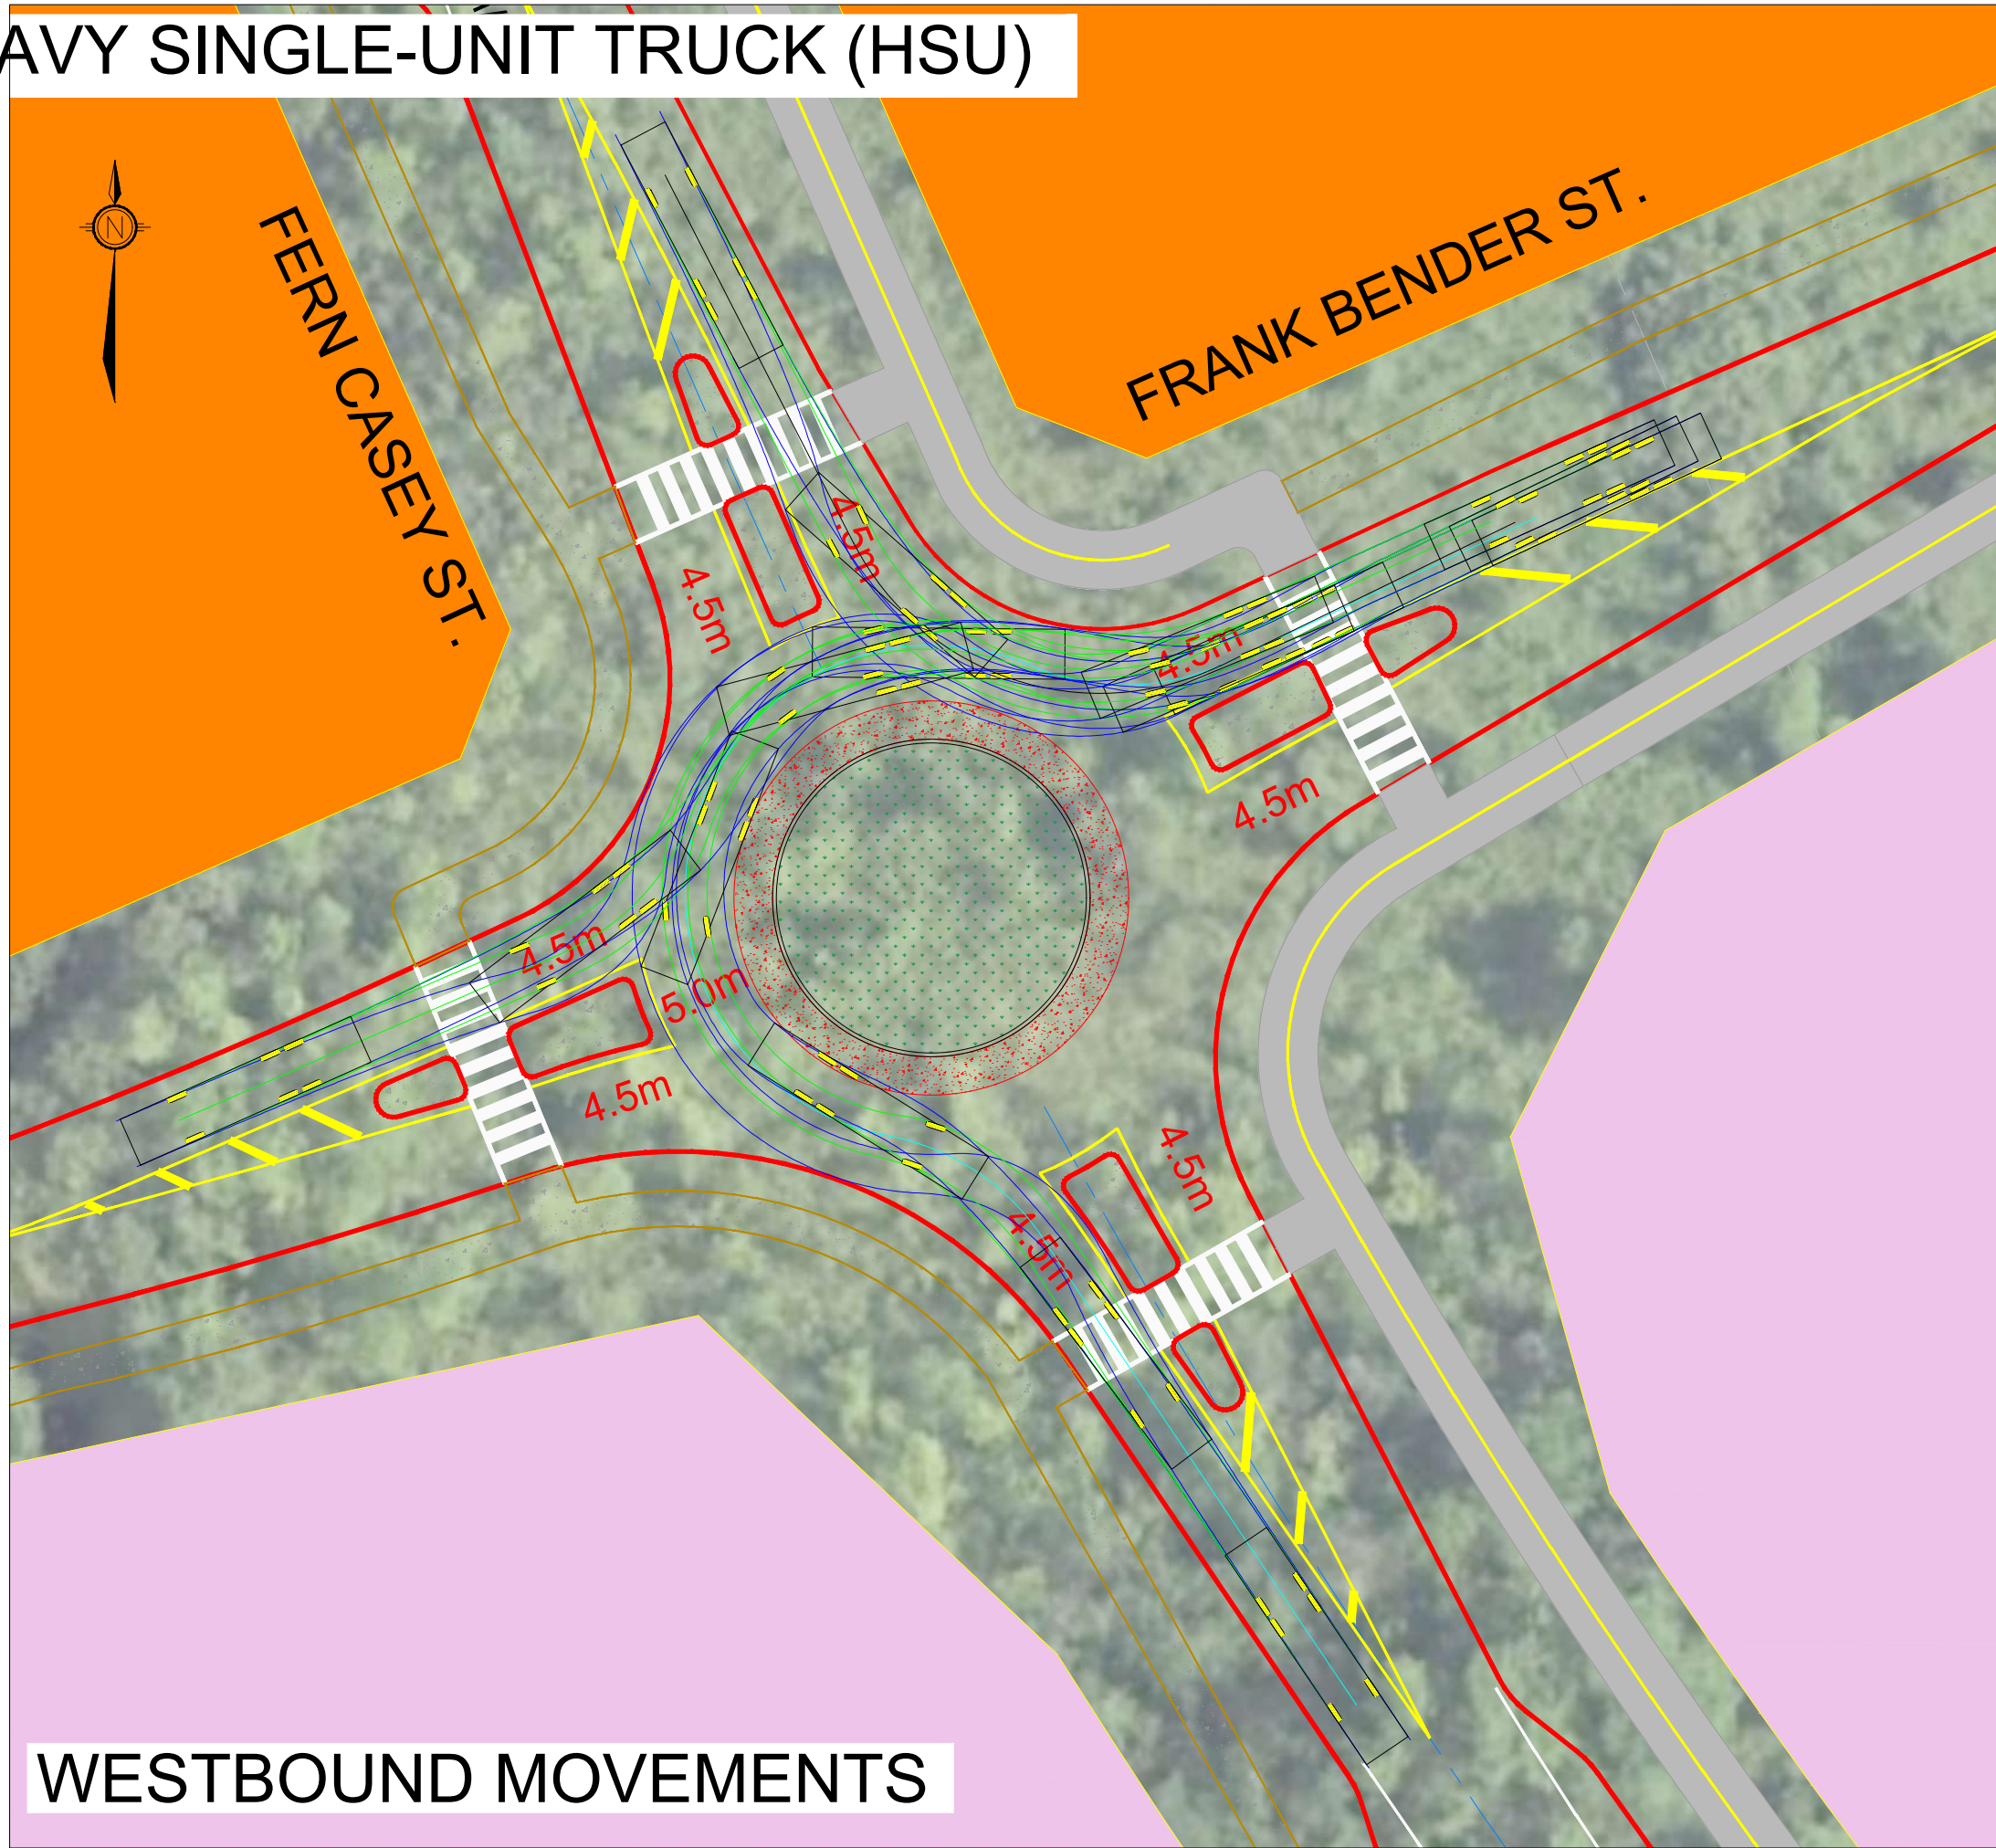 AVY SINGLE-UNIT TRUCK (HSU)
N
FERN CASEY ST.
FRANK BENDER ST.
4.5m
4.5m
4.5m
4.5m
4.5m
5.0m
4.5m
4.5m
4.5m
WESTBOUND MOVEMENTS